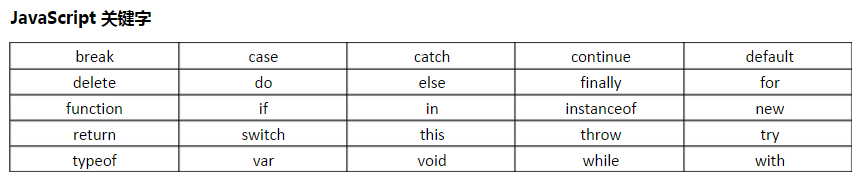 JavaScript 关键字
break case catch continue default
delete do else finally for
function if in instanceof new
return switch this throw try
typeof var void while with